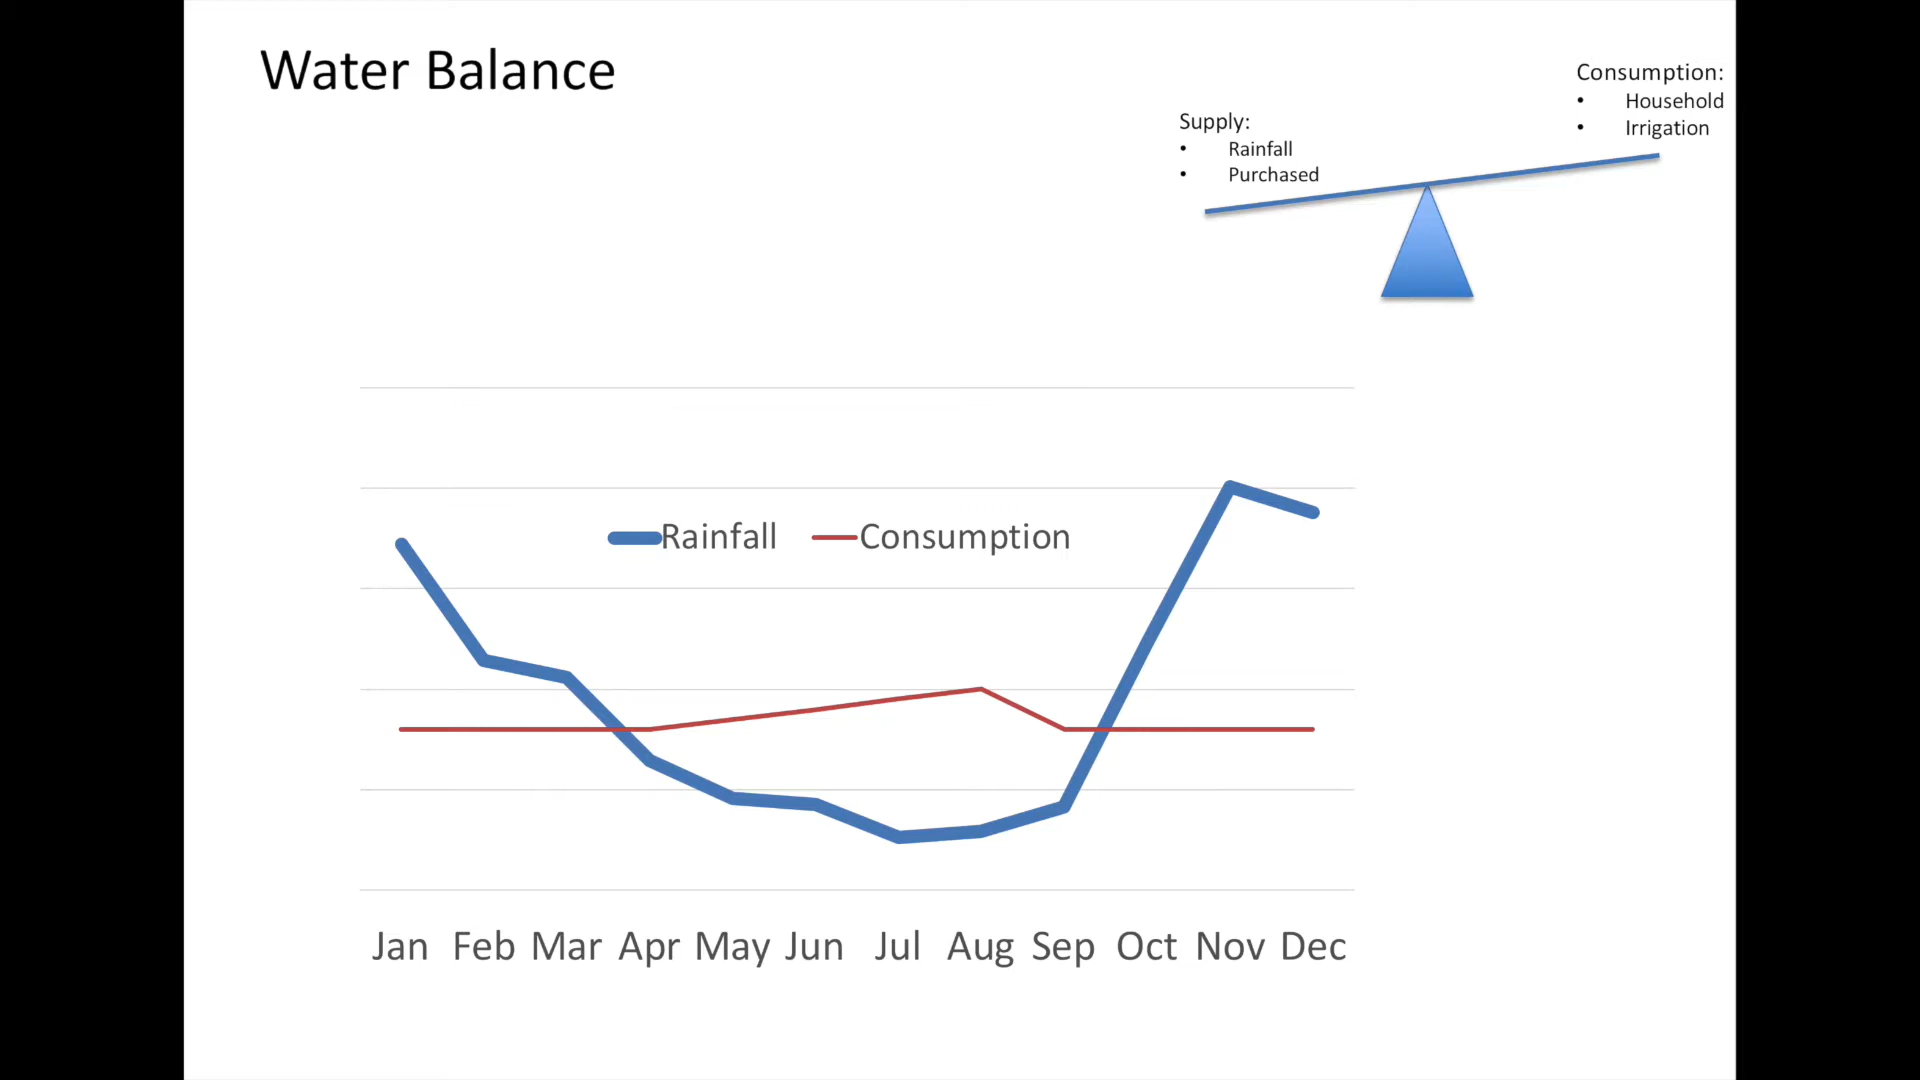 Water Balance
Supply:
• Rainfall
• Purchased
Consumption:
• Household
• Irrigation
Rainfall Consumption
Jan Feb Mar Apr May Jun Jul Aug Sep Oct Nov Dec